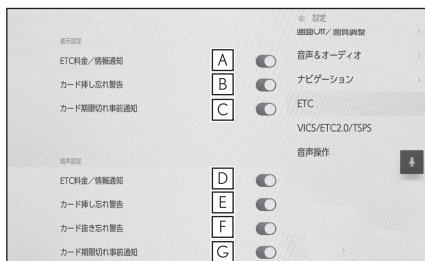 設定
画面Off/画質調整
音声&オーディオ
ナビゲーション
ETC
VICS/ETC2.0/TSPS
音声操作
表示設定
ETC料金/情報通知 A
カード挿し忘れ警告 B
カード期限切れ事前通知 C
音声設定
ETC料金/情報通知 D
カード挿し忘れ警告 E
カード抜き忘れ警告 F
カード期限切れ事前通知 G